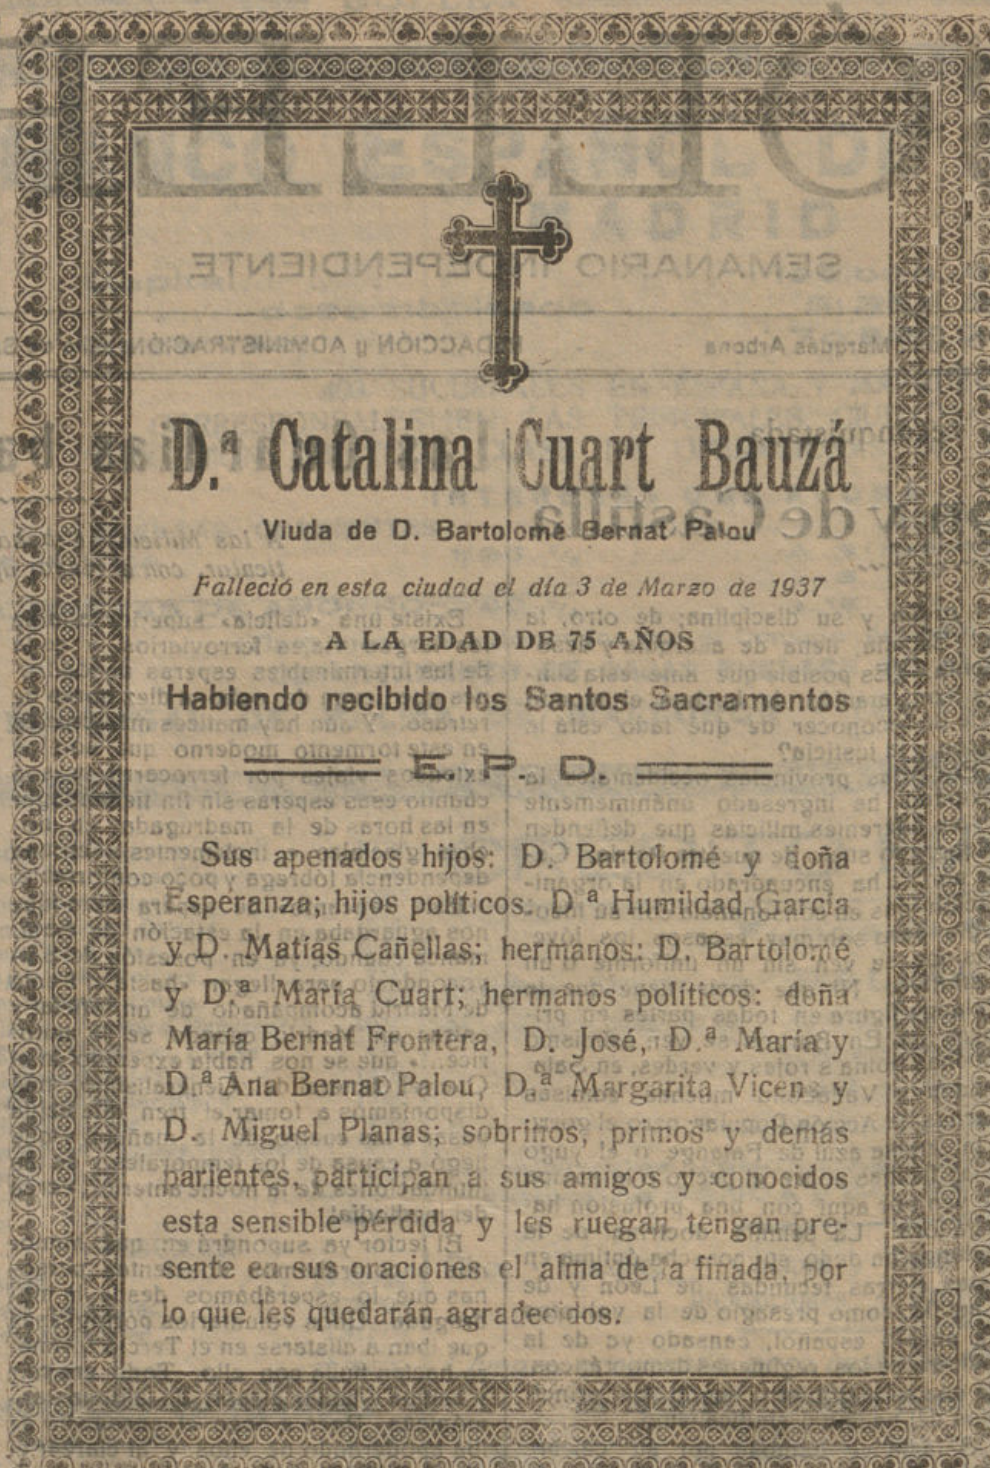 D.ª Catalina Cuart Bauzá
Viuda de D. Bartolomé Bernat Palou
Falleció en esta ciudad el día 3 de Marzo de 1937
A LA EDAD DE 75 AÑOS
Habiendo recibido los Santos Sacramentos
E. P. D.
Sus apenados hijos: D. Bartolomé y doña
Esperanza; hijos políticos. D.ª Humildad García
y D. Matías Cañellas; hermanos: D. Bartolomé
y D.ª María Cuart; hermanos políticos: doña
María Bernat Frontera, D. José, D.ª María y
D.ª Ana Bernat Palou, D.ª Margarita Vicen y
D. Miguel Planas; sobrinos, primos y demás
parientes, participan a sus amigos y conocidos
esta sensible pérdida y les ruegan tengan pre-
sente en sus oraciones el alma de la finada, por
lo que les quedarán agradecidos.